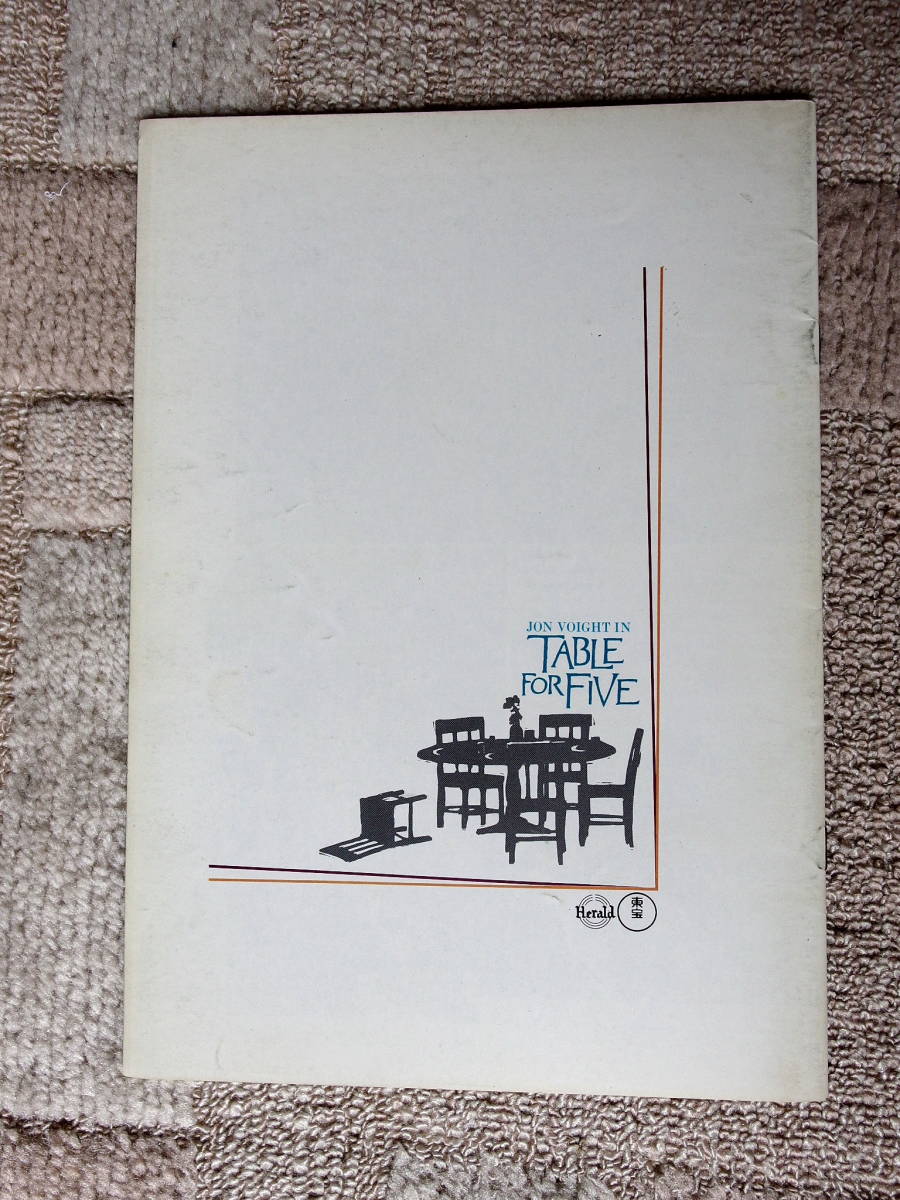 JON VOIGHT IN
TABLE
FOR FIVE
Herald
東宝